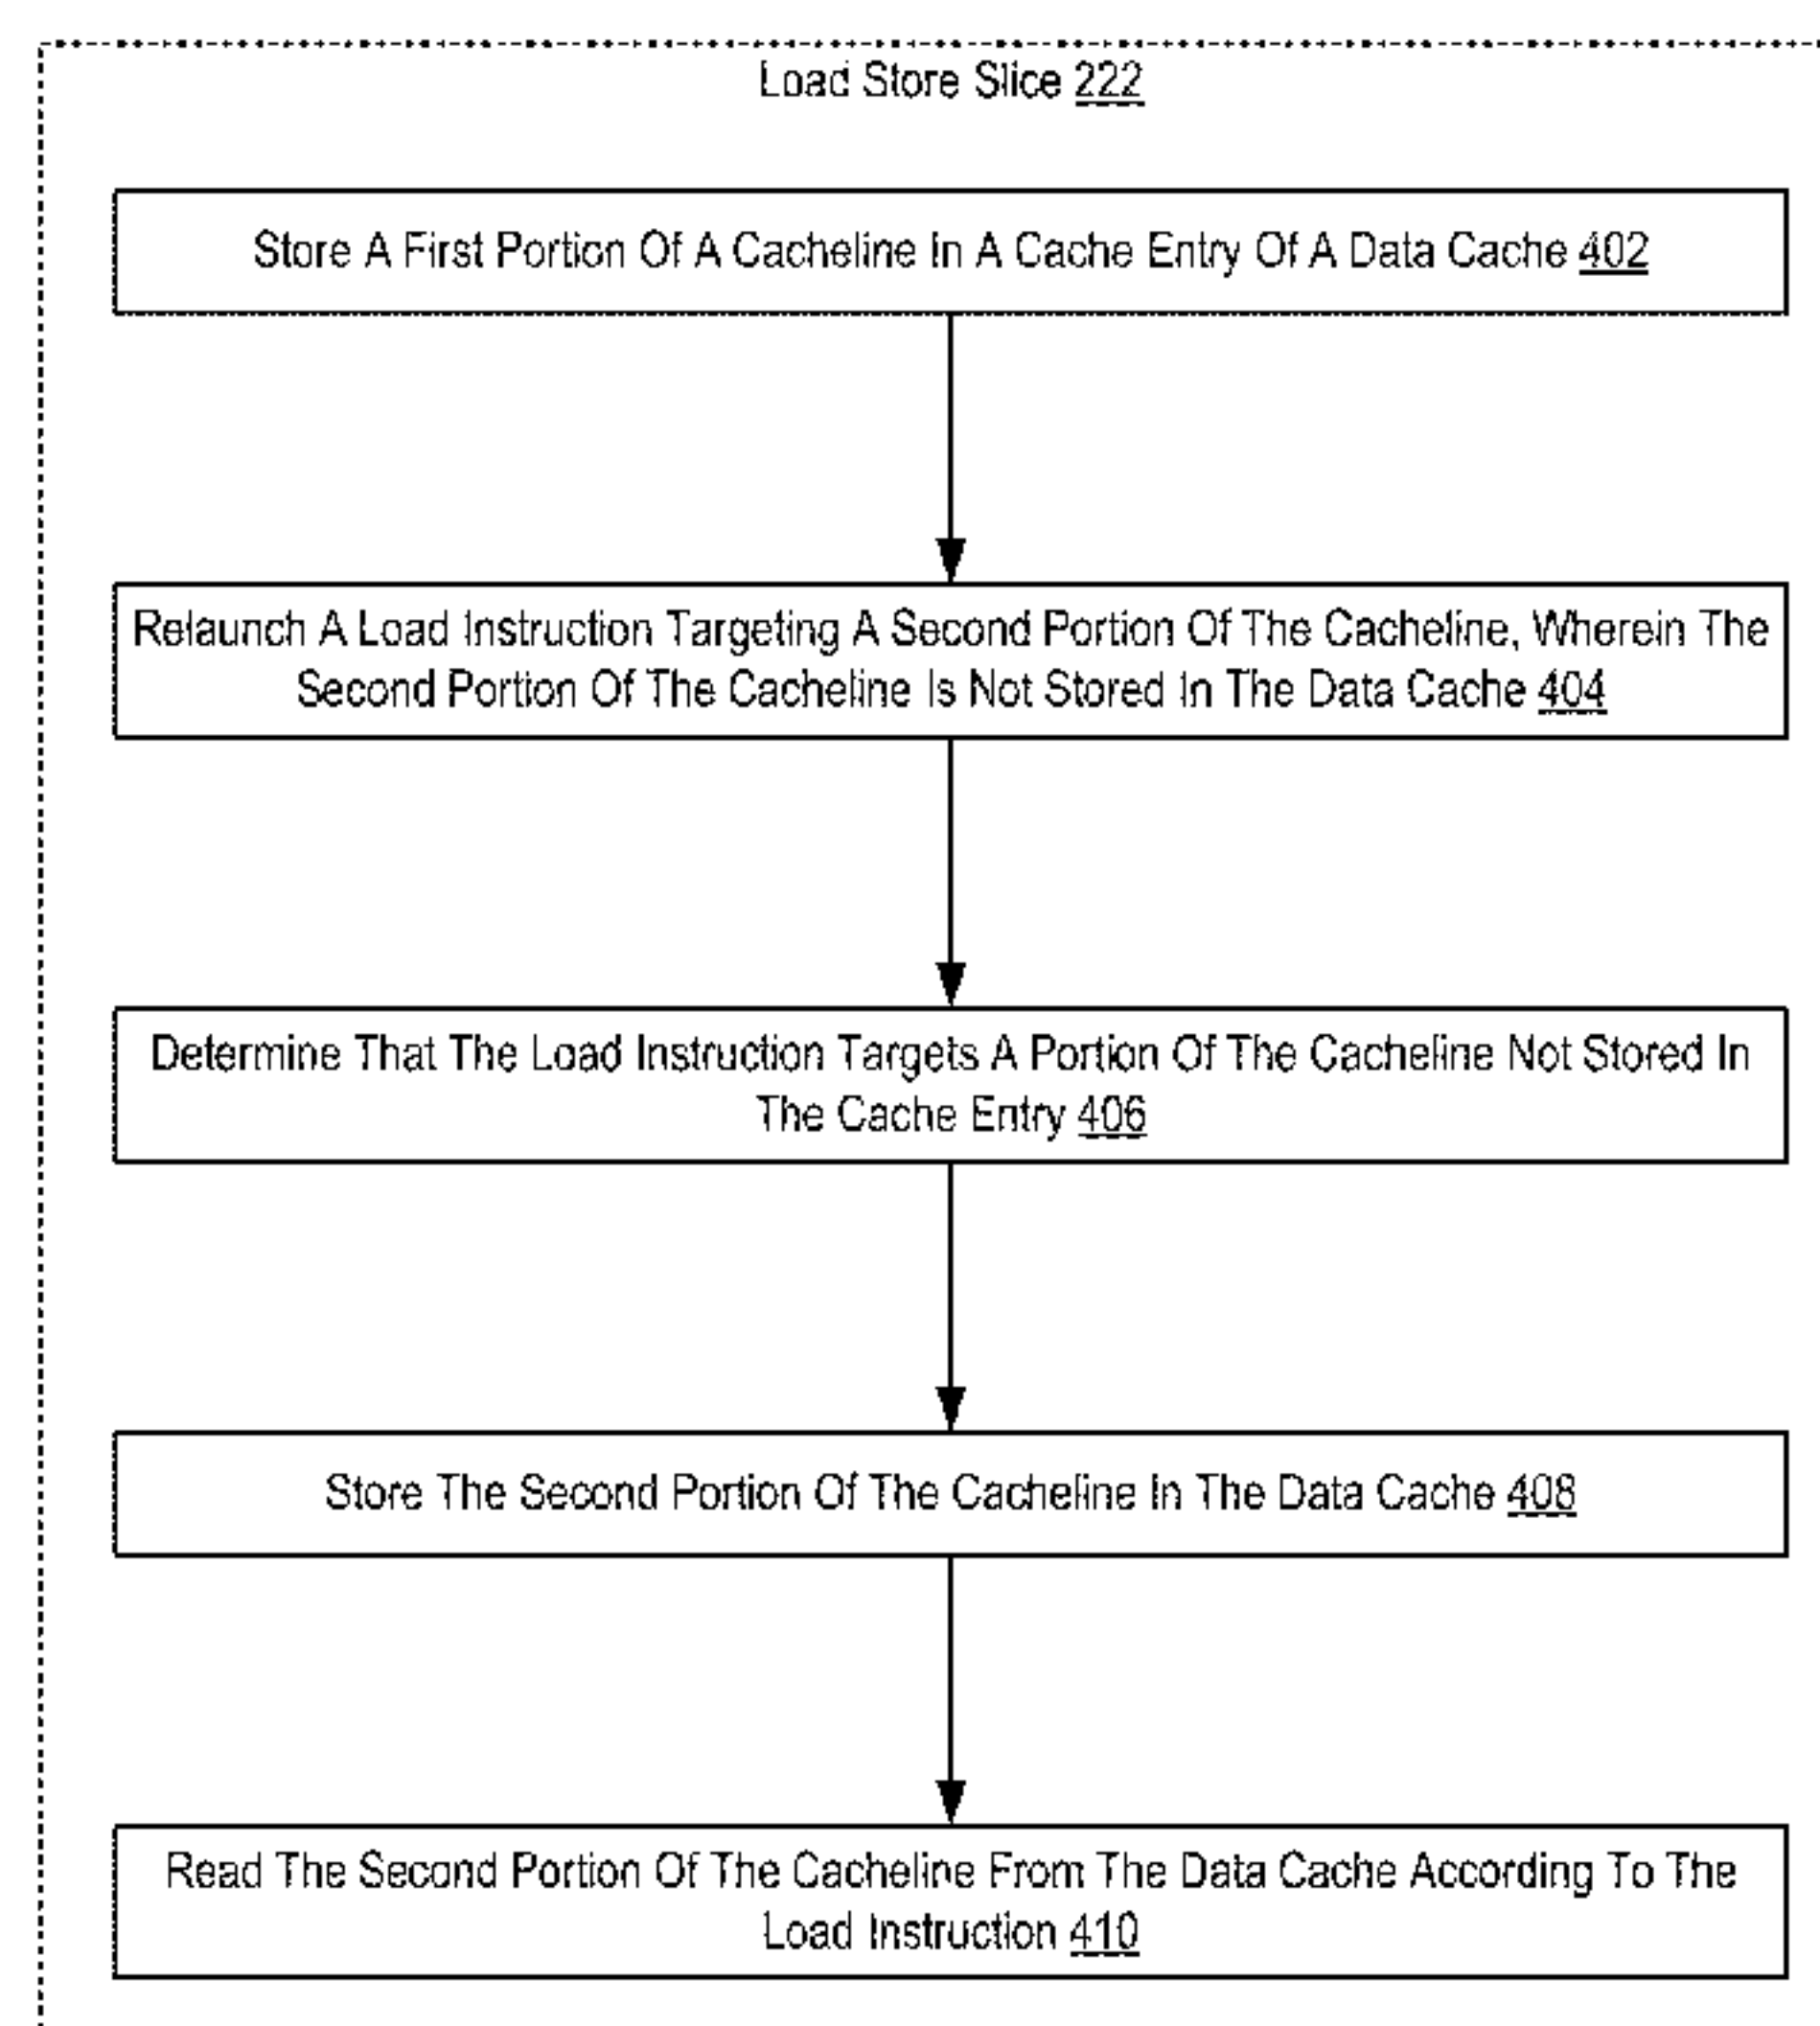 Load Store Slice 222
Store A First Portion Of A Cacheline In A Cache Entry Of A Data Cache 402
Relaunch A Load Instruction Targeting A Second Portion Of The Cacheline, Wherein The
Second Portion Of The Cacheline Is Not Stored In The Data Cache 404
Determine That The Load Instruction Targets A Portion Of The Cacheline Not Stored In
The Cache Entry 406
Store The Second Portion Of The Cacheline In The Data Cache 408
Read The Second Portion Of The Cacheline From The Data Cache According To The
Load Instruction 410